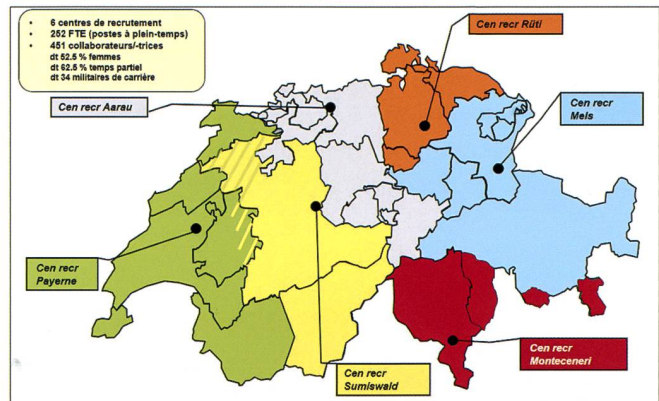 • 6 centres de recrutement
• 252 FTE (postes à plein-temps)
• 451 collaborateurs/-trices
dt 52.5 % femmes
dt 62.5 % temps partiel
dt 34 militaires de carrière
Cen recr Rüti
Cen recr Aarau
Cen recr
Mels
Cen recr
Payerne
Cen recr
Monteceneri
Cen recr
Sumiswald